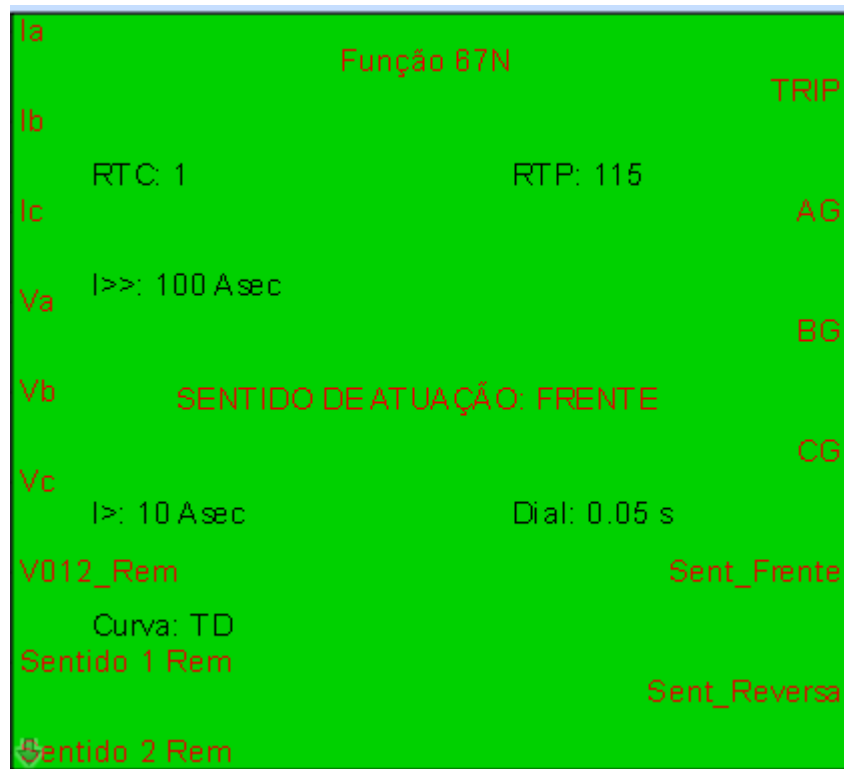 Ia
Função 67N
TRIP
Ib
RTC: 1 RTP: 115
Ic
AG
I>>: 100 Asec
Va
BG
Vb
SENTIDO DE ATUAÇÃO: FRENTE
CG
Vc
I>: 10 Asec Dial: 0.05 s
V012_Rem Sent_Frente
Curva: TD
Sentido 1 Rem
Sent_Reversa
Sentido 2 Rem